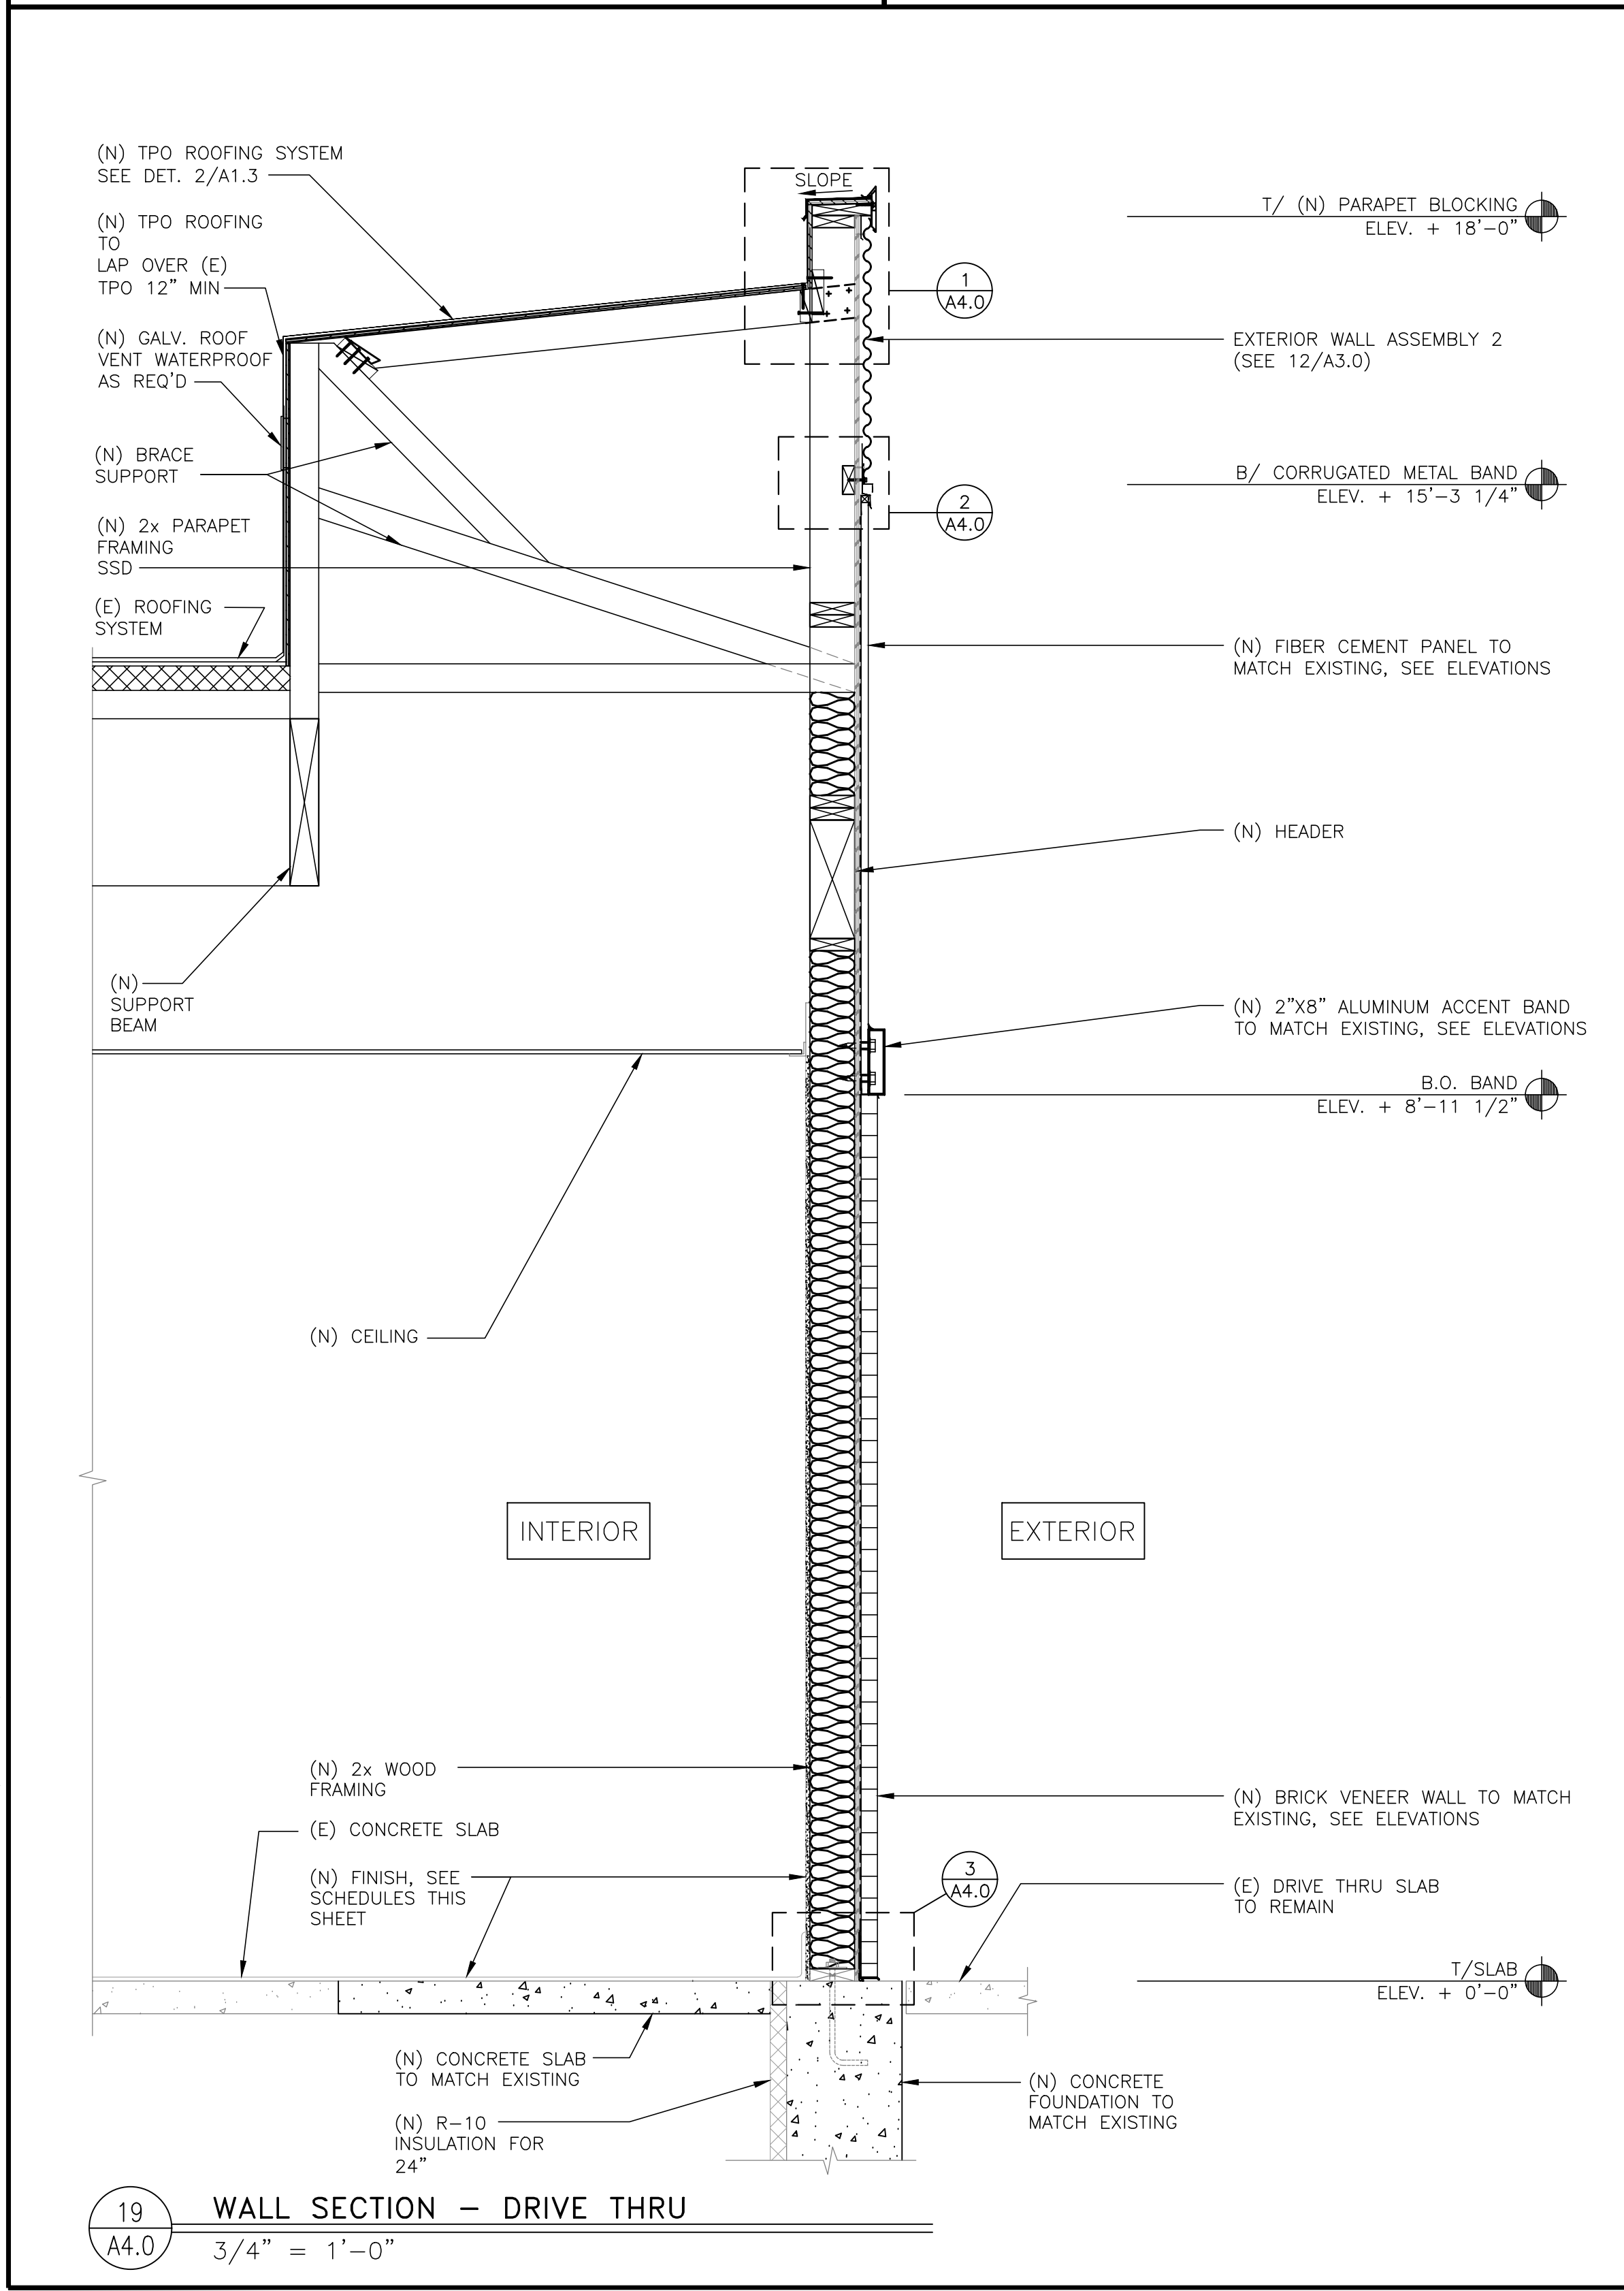 (N) TPO ROOFING SYSTEM
SEE DET. 2/A1.3
(N) TPO ROOFING
TO
LAP OVER (E)
TPO 12" MIN
(N) GALV. ROOF
VENT WATERPROOF
AS REQ'D
(N) BRACE
SUPPORT
(N) 2x PARAPET
FRAMING
SSD
(E) ROOFING
SYSTEM
(N)
SUPPORT
BEAM
SLOPE
1
A4.0
2
A4.0
T/ (N) PARAPET BLOCKING
ELEV. + 18'-0"
EXTERIOR WALL ASSEMBLY 2
(SEE 12/A3.0)
B/ CORRUGATED METAL BAND
ELEV. + 15'-3 1/4"
(N) FIBER CEMENT PANEL TO
MATCH EXISTING, SEE ELEVATIONS
(N) HEADER
(N) 2"X8" ALUMINUM ACCENT BAND
TO MATCH EXISTING, SEE ELEVATIONS
B.O. BAND
ELEV. + 8'-11 1/2"
(N) CEILING
INTERIOR
EXTERIOR
(N) 2x WOOD
FRAMING
(E) CONCRETE SLAB
(N) FINISH, SEE
SCHEDULES THIS
SHEET
(N) BRICK VENEER WALL TO MATCH
EXISTING, SEE ELEVATIONS
3
A4.0
(E) DRIVE THRU SLAB
TO REMAIN
T/SLAB
ELEV. + 0'-0"
(N) CONCRETE SLAB
TO MATCH EXISTING
(N) R-10
INSULATION FOR
24"
(N) CONCRETE
FOUNDATION TO
MATCH EXISTING
19
A4.0
WALL SECTION - DRIVE THRU
3/4" = 1'-0"